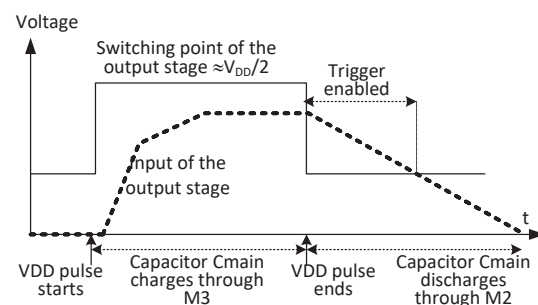 Voltage
Switching point of the
output stage ≈VDD/2
Trigger
enabled
Input of the
output stage
t
VDD pulse
starts
Capacitor Cmain
charges through
M3
VDD pulse
ends
Capacitor Cmain
discharges
through M2